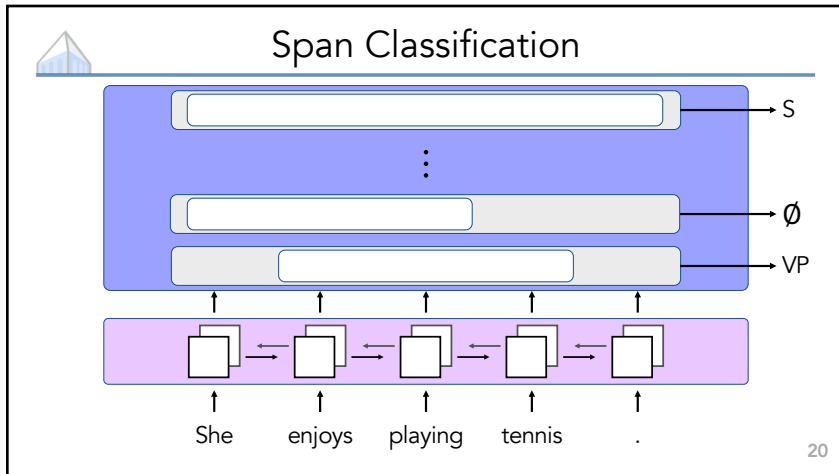 Span Classification
S
⋮
Ø
VP
She enjoys playing tennis .
20